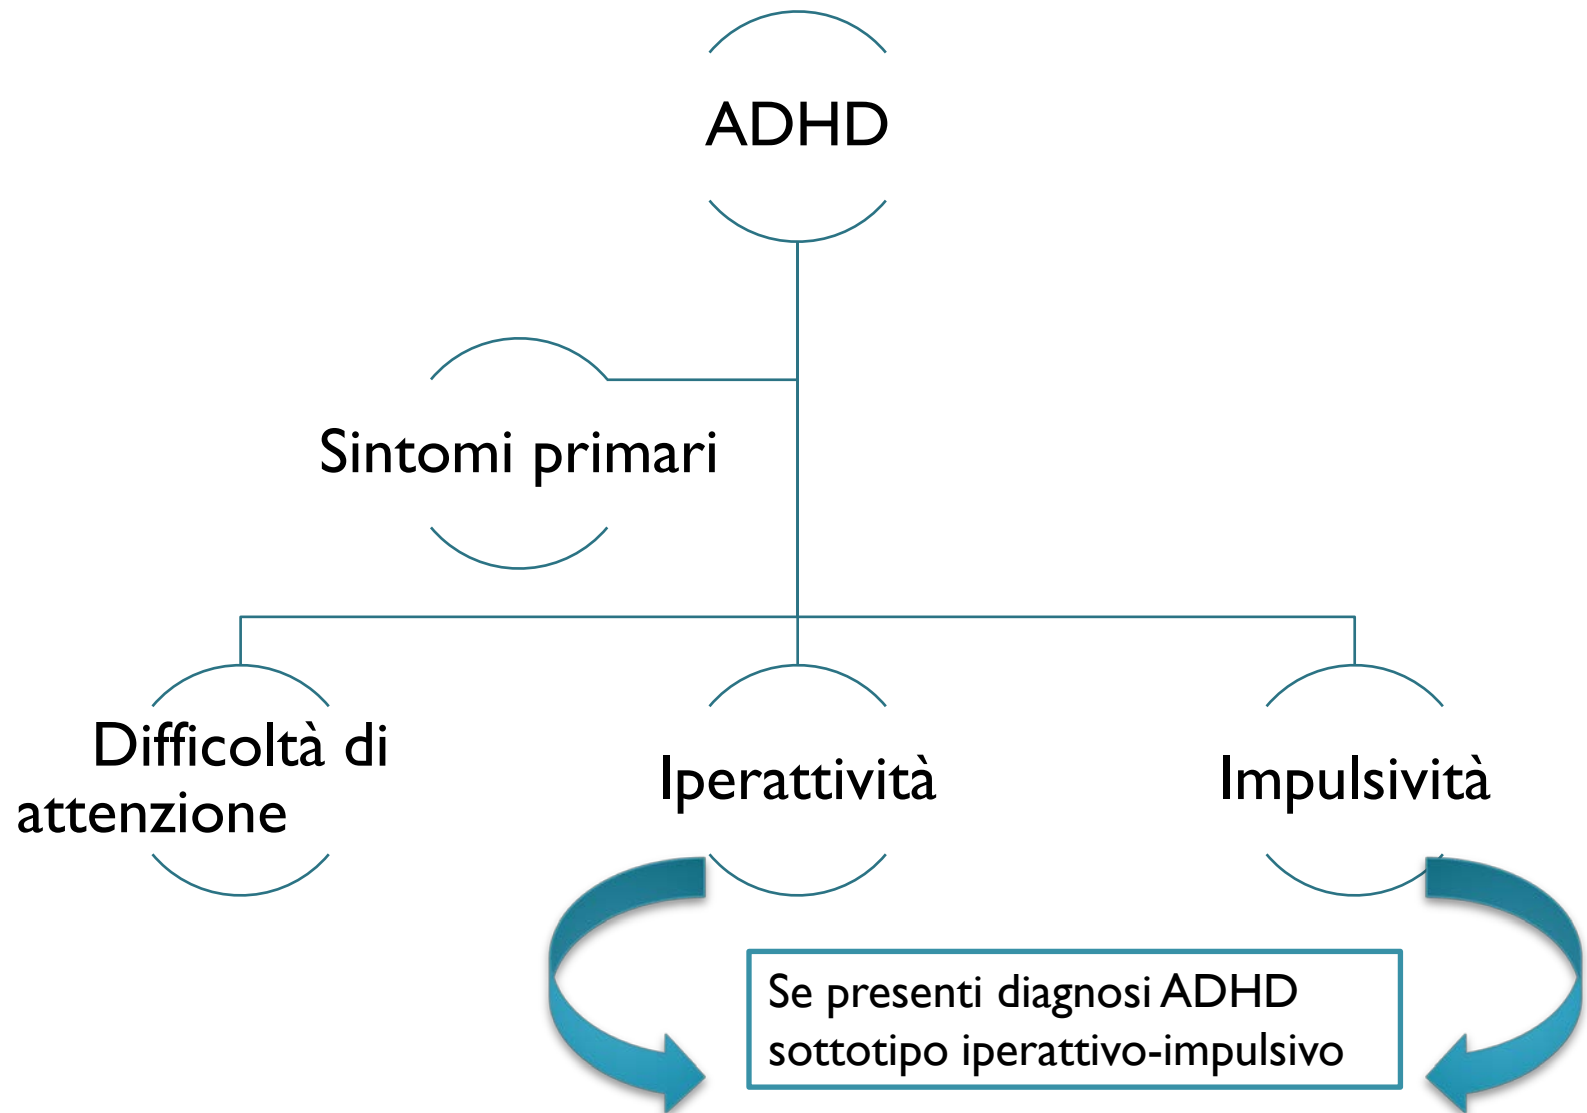 ADHD
Sintomi primari
Difficoltà di
attenzione
Iperattività
Impulsività
Se presenti diagnosi ADHD
sottotipo iperattivo-impulsivo